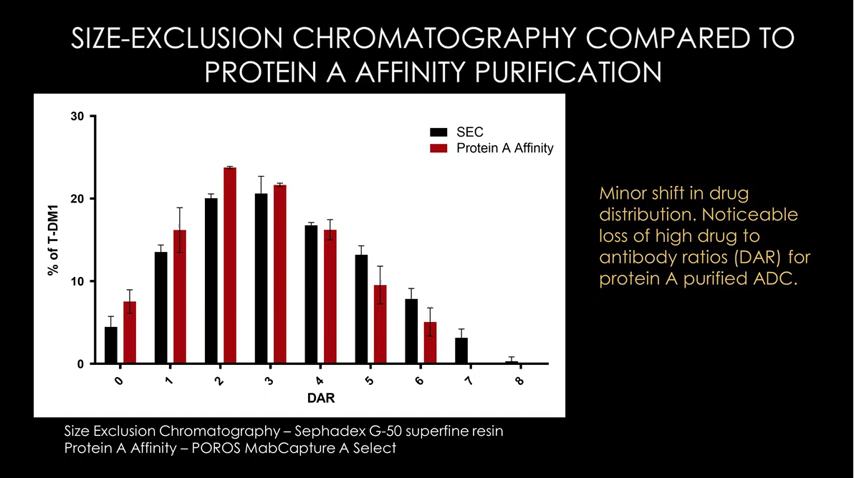 SIZE-EXCLUSION CHROMATOGRAPHY COMPARED TO
PROTEIN A AFFINITY PURIFICATION
30
20
10
0
% of T-DM1
SEC
Protein A Affinity
0 1 2 3 4 5 6 7 8
DAR
Minor shift in drug
distribution. Noticeable
loss of high drug to
antibody ratios (DAR) for
protein A purified ADC.
Size Exclusion Chromatography – Sephadex G-50 superfine resin
Protein A Affinity – POROS MabCapture A Select